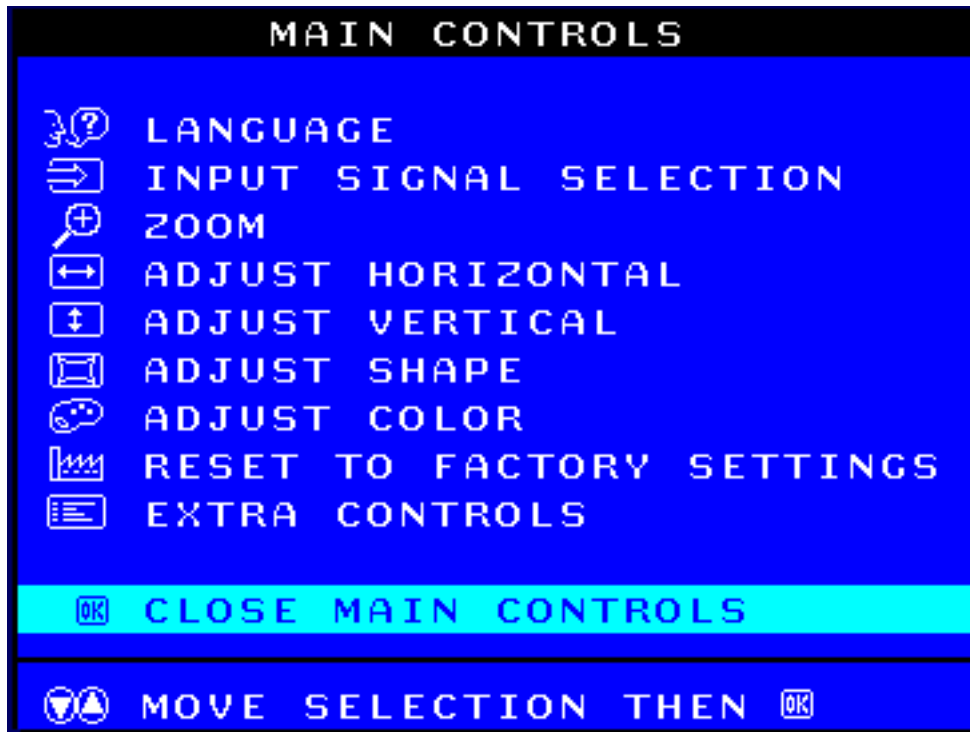 MAIN CONTROLS
? LANGUAGE
INPUT SIGNAL SELECTION
ZOOM
ADJUST HORIZONTAL
ADJUST VERTICAL
ADJUST SHAPE
ADJUST COLOR
RESET TO FACTORY SETTINGS
EXTRA CONTROLS
OK CLOSE MAIN CONTROLS
MOVE SELECTION THEN OK